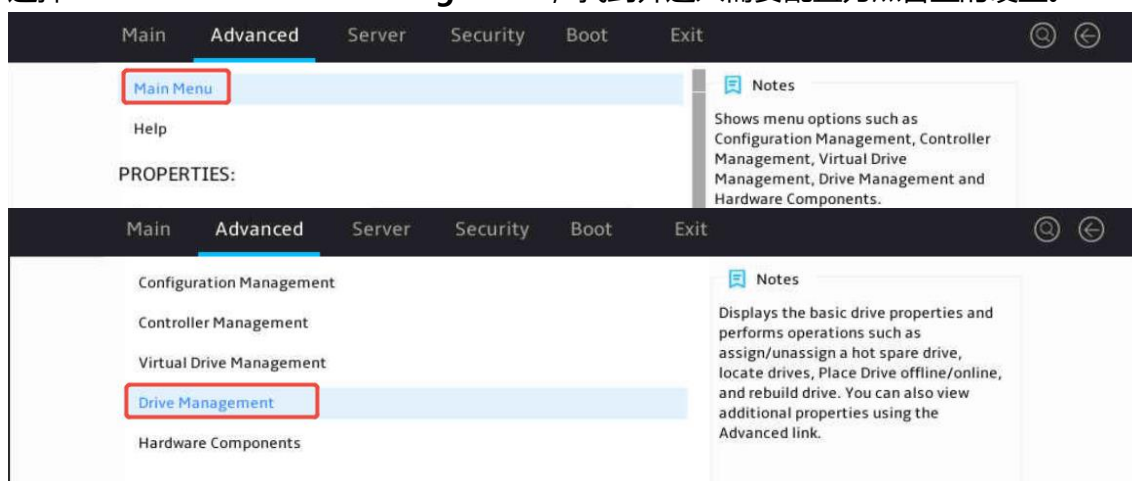 Main Advanced Server Security Boot Exit
Main Menu
Help
PROPERTIES:
Notes
Shows menu options such as
Configuration Management, Controller
Management, Virtual Drive
Management, Drive Management and
Hardware Components.
Main Advanced Server Security Boot Exit
Configuration Management
Controller Management
Virtual Drive Management
Drive Management
Hardware Components
Notes
Displays the basic drive properties and
performs operations such as
assign/unassign a hot spare drive,
locate drives, Place Drive offline/online,
and rebuild drive. You can also view
additional properties using the
Advanced link.